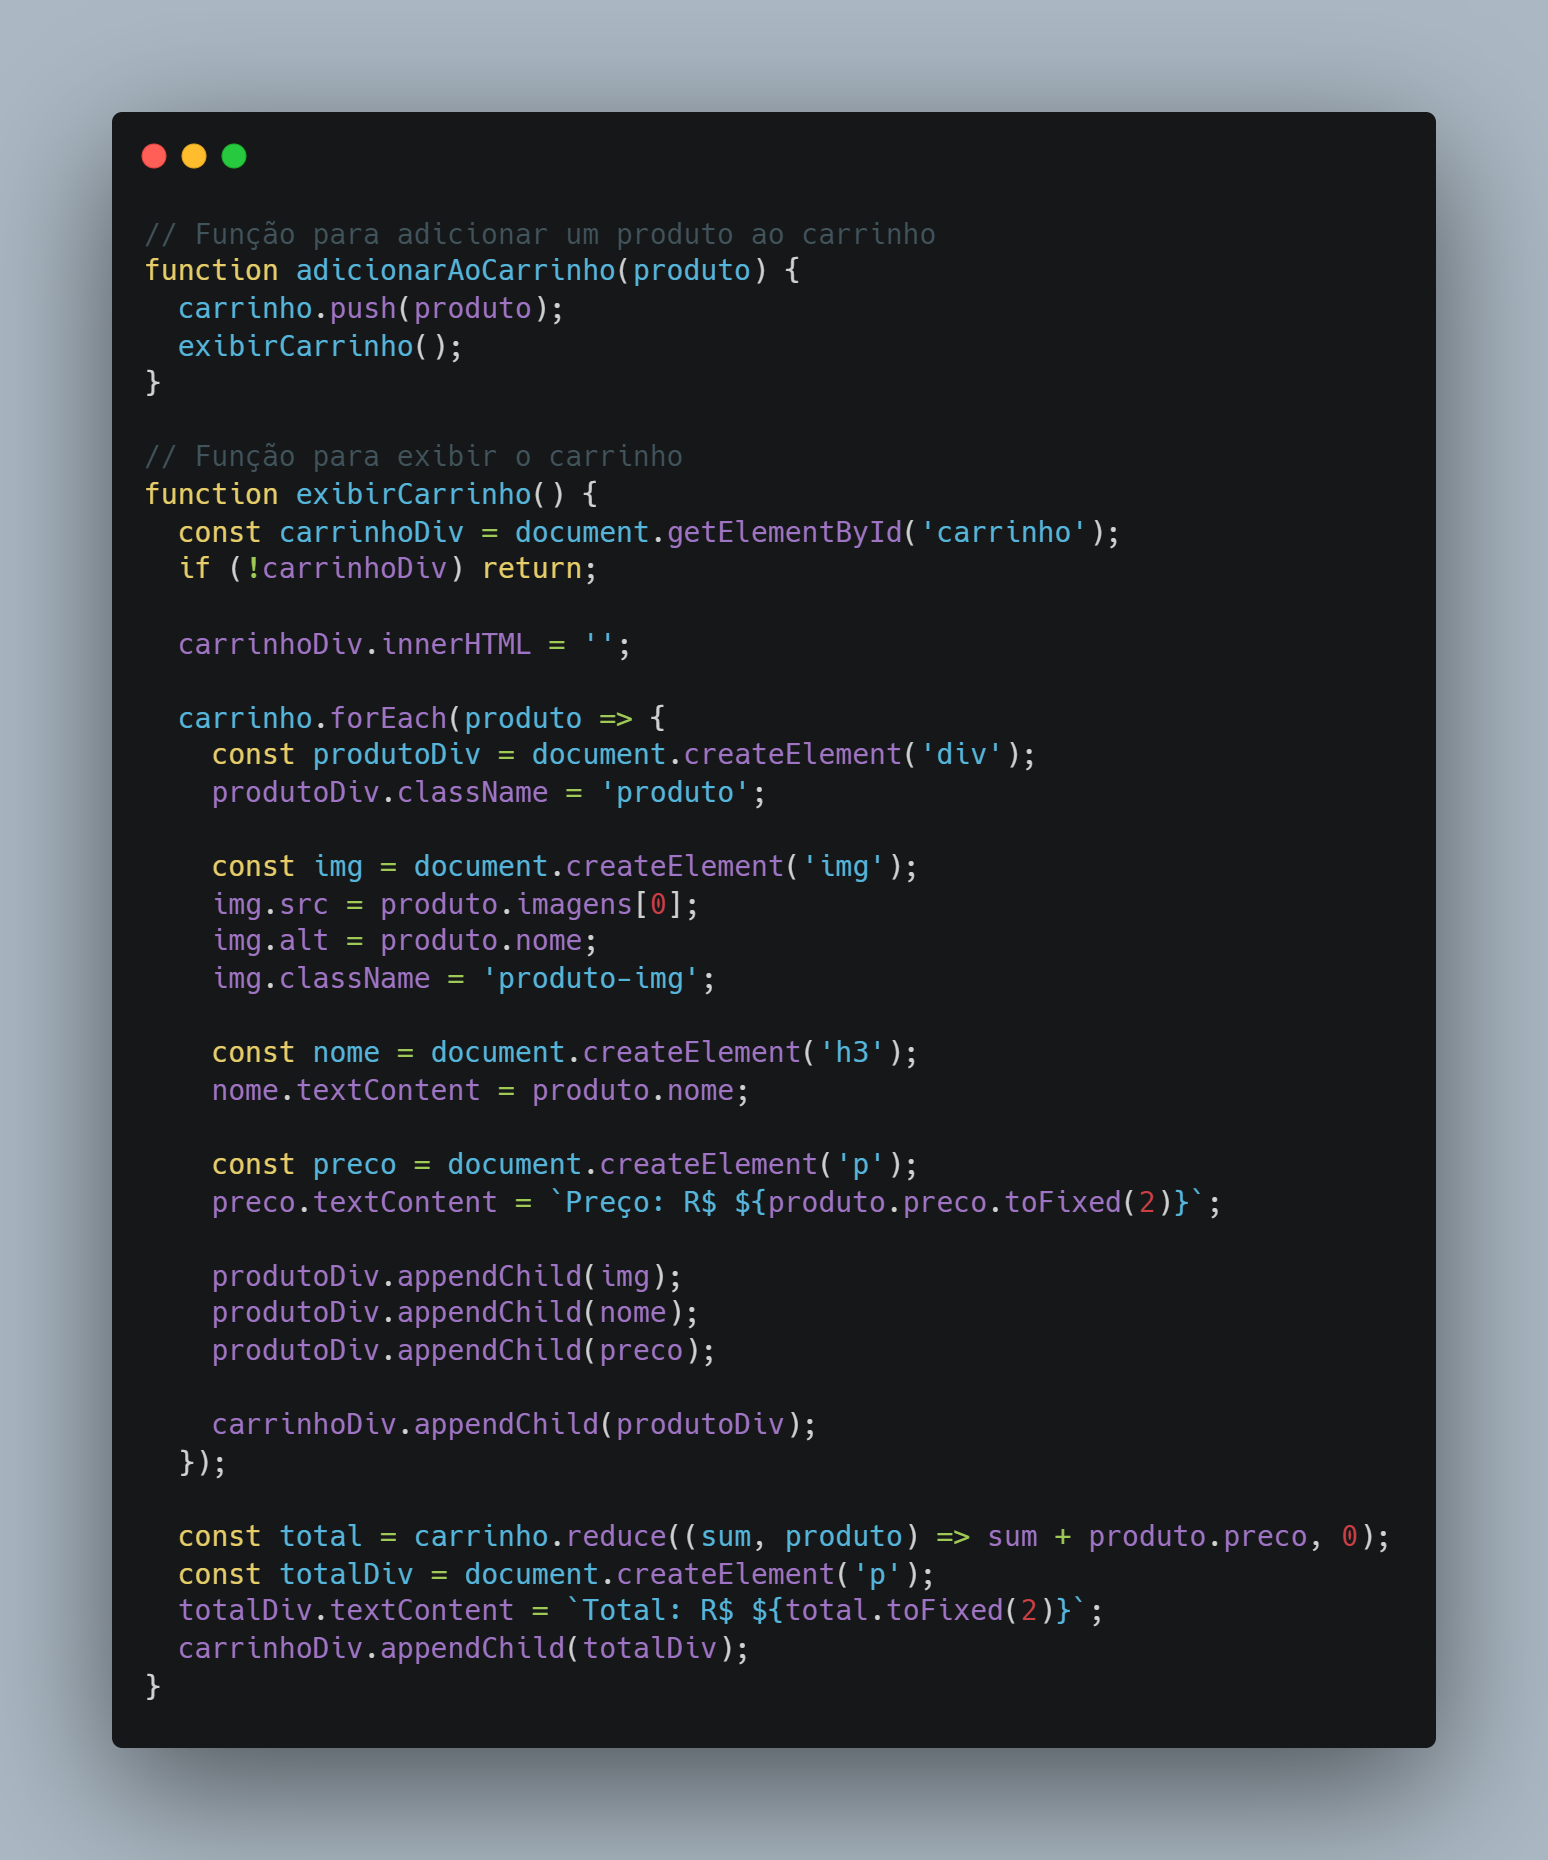 // Função para adicionar um produto ao carrinho
function adicionarAoCarrinho(produto) {
  carrinho.push(produto);
  exibirCarrinho();
}

// Função para exibir o carrinho
function exibirCarrinho() {
  const carrinhoDiv = document.getElementById('carrinho');
  if (!carrinhoDiv) return;

  carrinhoDiv.innerHTML = '';

  carrinho.forEach(produto => {
    const produtoDiv = document.createElement('div');
    produtoDiv.className = 'produto';

    const img = document.createElement('img');
    img.src = produto.imagens[0];
    img.alt = produto.nome;
    img.className = 'produto-img';

    const nome = document.createElement('h3');
    nome.textContent = produto.nome;

    const preco = document.createElement('p');
    preco.textContent = `Preço: R$ ${produto.preco.toFixed(2)}`;

    produtoDiv.appendChild(img);
    produtoDiv.appendChild(nome);
    produtoDiv.appendChild(preco);

    carrinhoDiv.appendChild(produtoDiv);
  });

  const total = carrinho.reduce((sum, produto) => sum + produto.preco, 0);
  const totalDiv = document.createElement('p');
  totalDiv.textContent = `Total: R$ ${total.toFixed(2)}`;
  carrinhoDiv.appendChild(totalDiv);
}